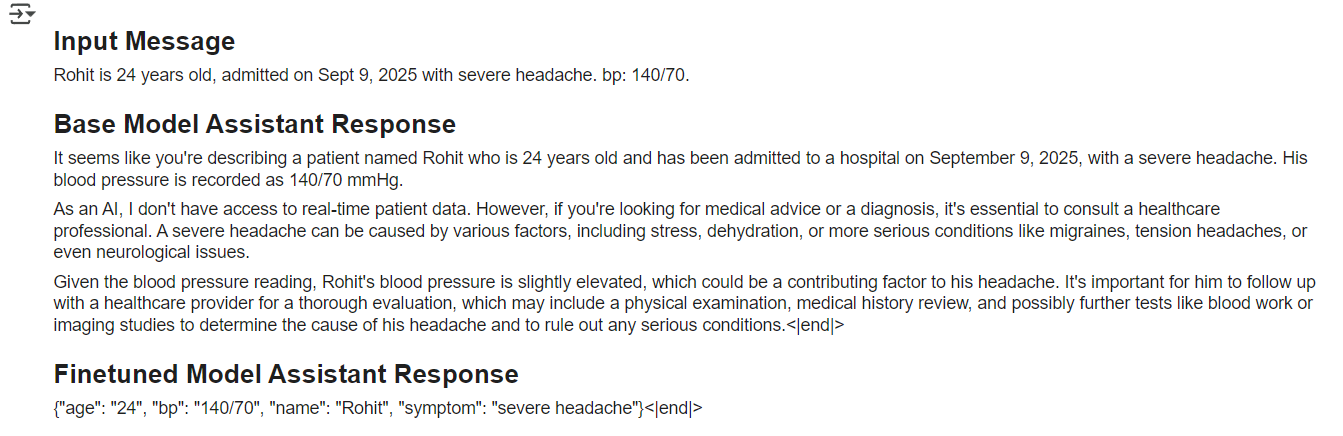 Input Message
Rohit is 24 years old, admitted on Sept 9, 2025 with severe headache. bp: 140/70.
Base Model Assistant Response
It seems like you're describing a patient named Rohit who is 24 years old and has been admitted to a hospital on September 9, 2025, with a severe headache. His
blood pressure is recorded as 140/70 mmHg.
As an AI, I don't have access to real-time patient data. However, if you're looking for medical advice or a diagnosis, it's essential to consult a healthcare
professional. A severe headache can be caused by various factors, including stress, dehydration, or more serious conditions like migraines, tension headaches, or
even neurological issues.
Given the blood pressure reading, Rohit's blood pressure is slightly elevated, which could be a contributing factor to his headache. It's important for him to follow up
with a healthcare provider for a thorough evaluation, which may include a physical examination, medical history review, and possibly further tests like blood work or
imaging studies to determine the cause of his headache and to rule out any serious conditions.<|end|>
Finetuned Model Assistant Response
{"age": "24", "bp": "140/70", "name": "Rohit", "symptom": "severe headache"}<|end|>